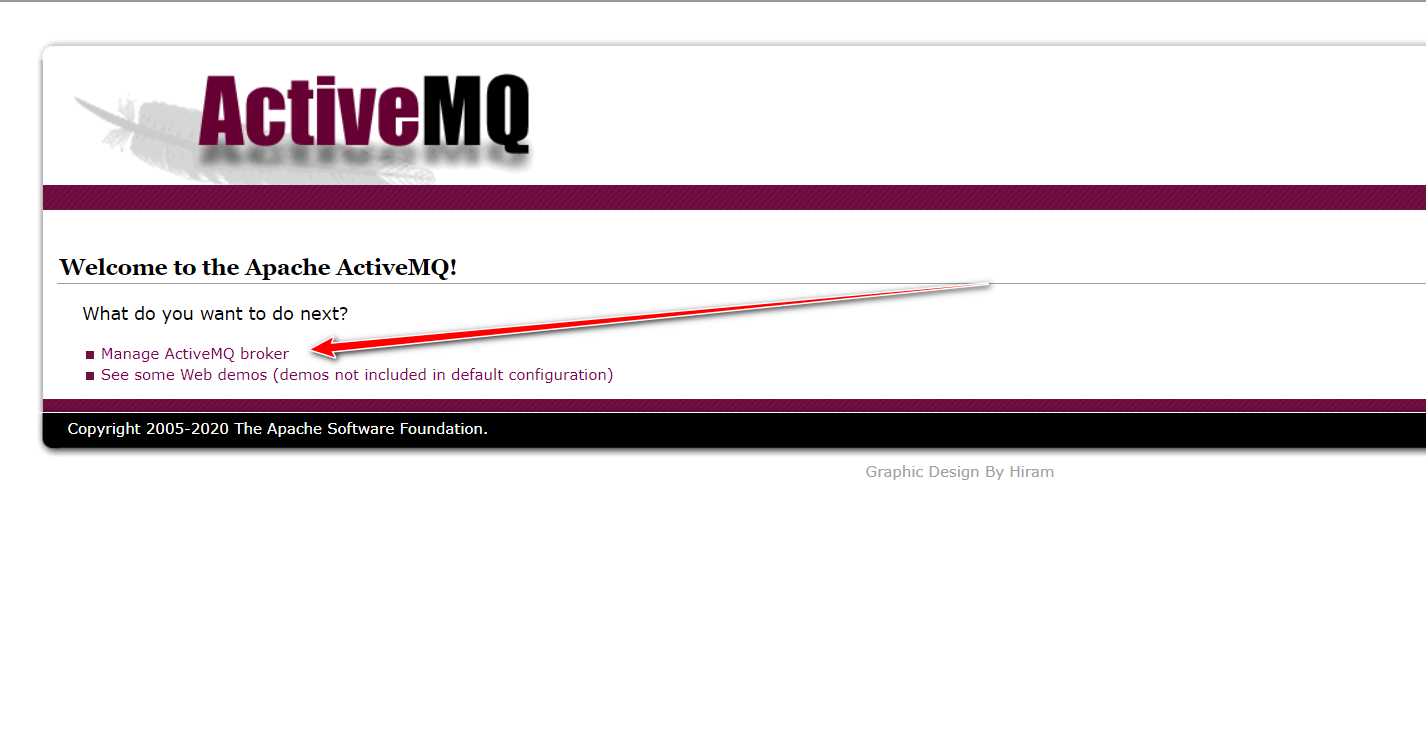 ActiveMQ
Welcome to the Apache ActiveMQ!
What do you want to do next?
Manage ActiveMQ broker
See some Web demos (demos not included in default configuration)
Copyright 2005-2020 The Apache Software Foundation.
Graphic Design By Hiram